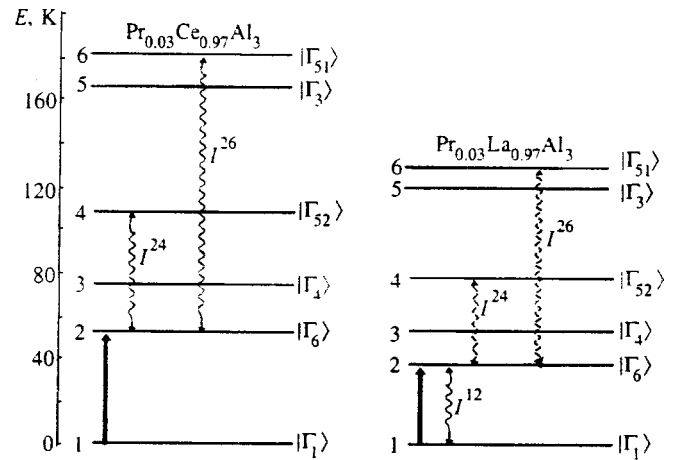 E, K
Pr0.03Ce0.97Al3
6 |Γ51⟩
5 |Γ3⟩
160
I26
120
4 |Γ52⟩
I24
80
3 |Γ4⟩
2 |Γ6⟩
40
0 1 |Γ1⟩
Pr0.03La0.97Al3
6 |Γ51⟩
5 |Γ3⟩
I26
4 |Γ52⟩
I24
3 |Γ4⟩
2 |Γ6⟩
I12
1 |Γ1⟩